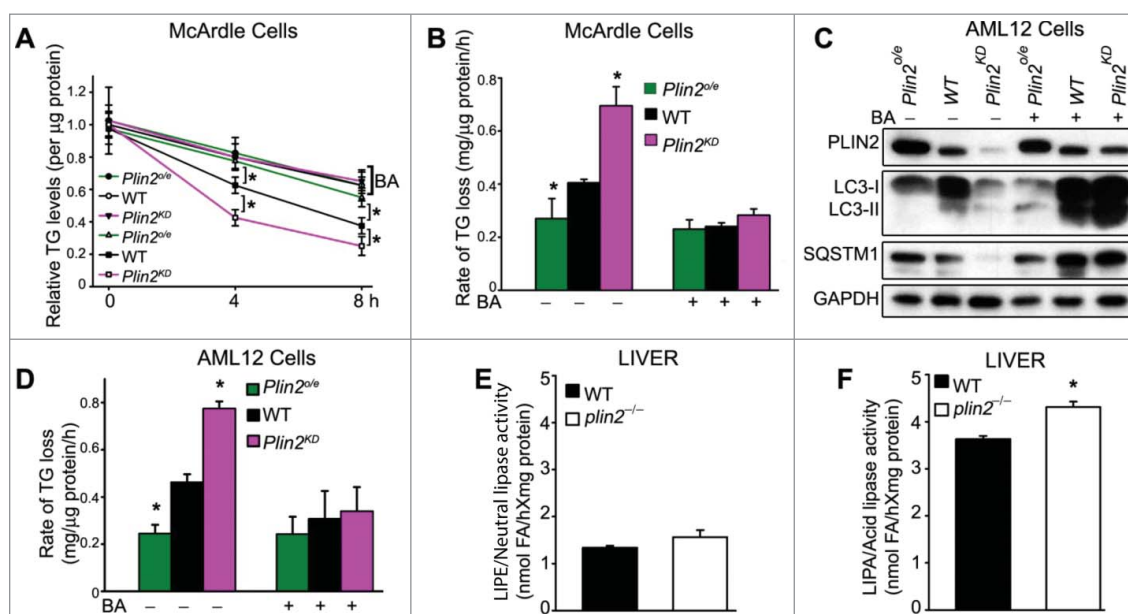 A
McArdle Cells
Relative TG levels (per µg protein)
1.2
1.0
0.8
0.6
0.4
0.2
0
0
4
8 h
*
*
*
*
BA
Plin2o/e
WT
Plin2KD
Plin2o/e
WT
Plin2KD
B
McArdle Cells
Rate of TG loss (mg/µg protein/h)
0.8
0.6
0.4
0.2
0
*
*
Plin2o/e
WT
Plin2KD
BA – – – + + +
C
AML12 Cells
Plin2o/e WT Plin2KD Plin2o/e WT Plin2KD
BA – – – + + +
PLIN2
LC3-I
LC3-II
SQSTM1
GAPDH
D
AML12 Cells
Rate of TG loss
(mg/µg protein/h)
0.8
0.6
0.4
0.2
0
*
*
Plin2o/e
WT
Plin2KD
BA – – – + + +
E
LIVER
LIPE/Neutral lipase activity
(nmol FA/hXmg protein)
5
4
3
2
1
0
WT
plin2–/–
F
LIVER
LIPA/Acid lipase activity
(nmol FA/hXmg protein)
5
4
3
2
1
0
WT
plin2–/–
*